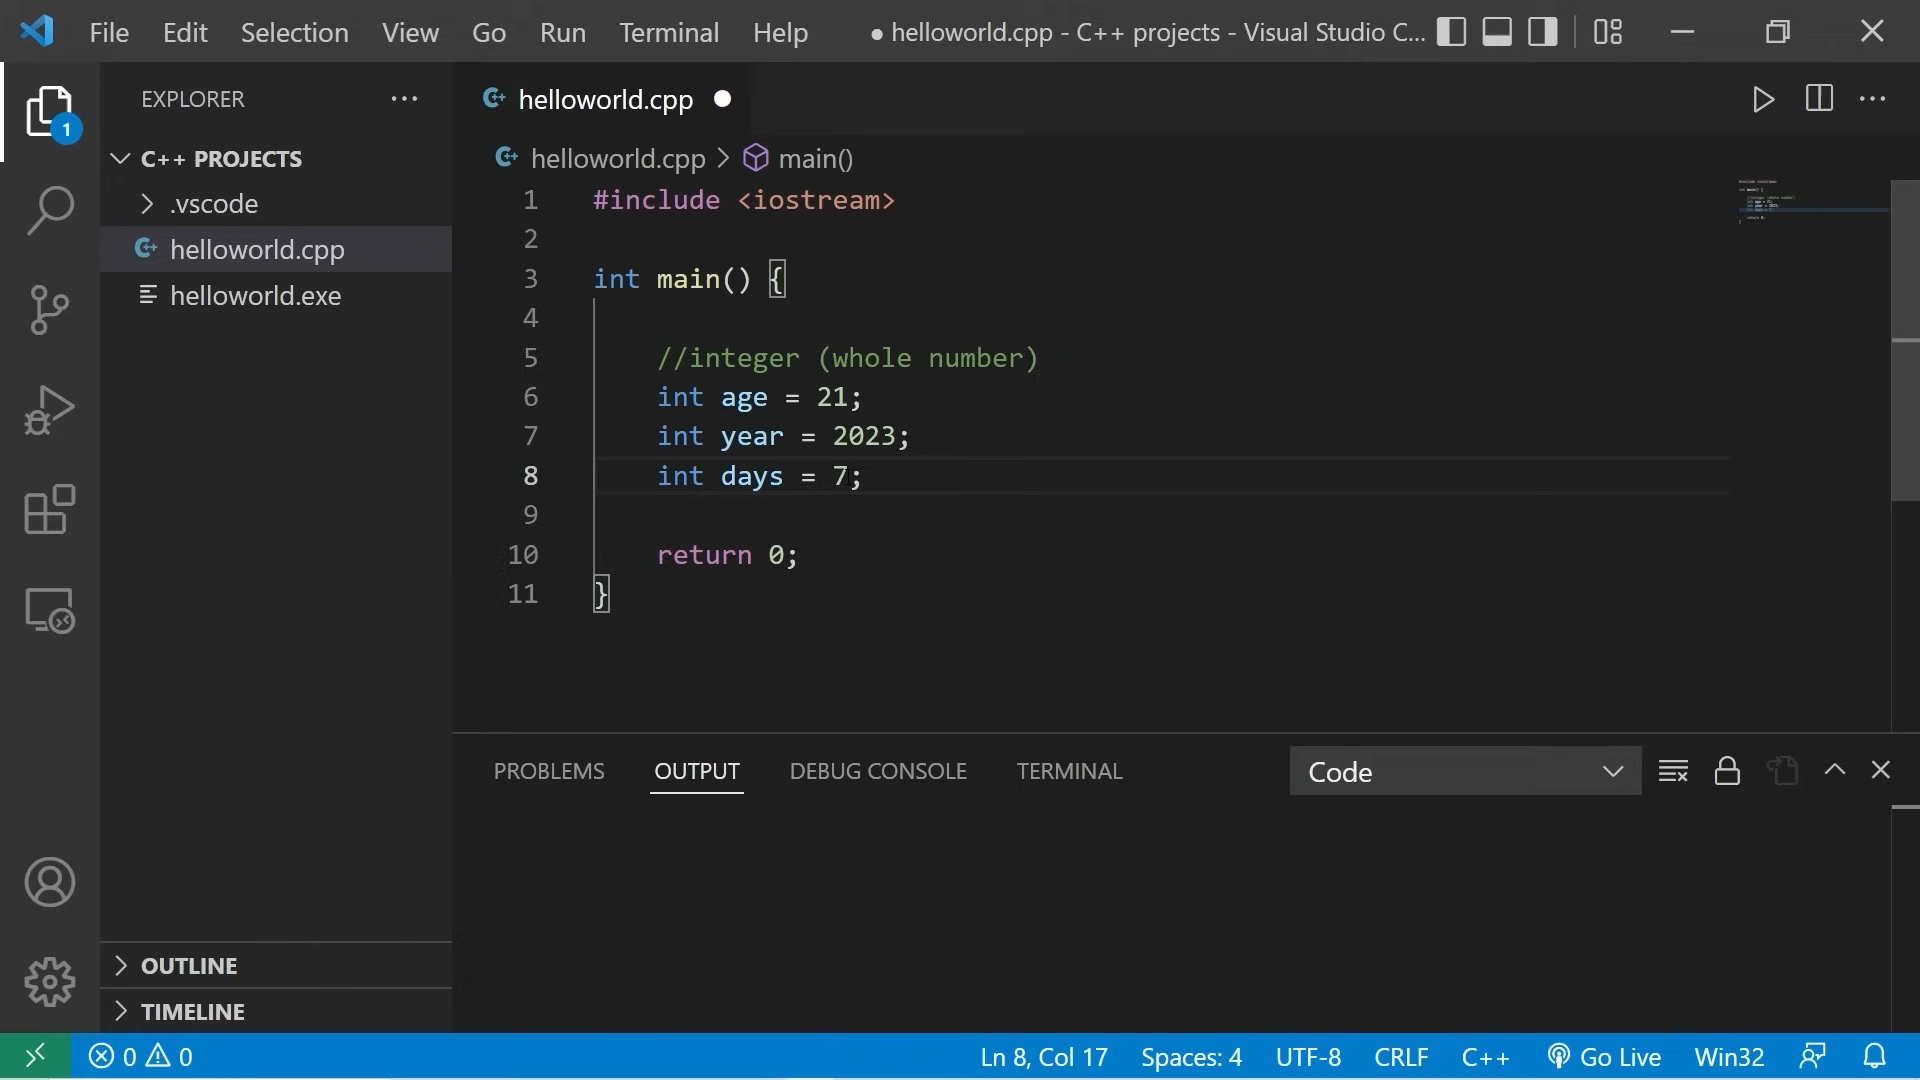 File Edit Selection View Go Run Terminal Help ● helloworld.cpp - C++ projects - Visual Studio C...
1
EXPLORER
C++ PROJECTS
.vscode
helloworld.cpp
helloworld.exe
OUTLINE
TIMELINE
helloworld.cpp
helloworld.cpp > main()
1 #include <iostream>
2
3 int main() {
4
5 //integer (whole number)
6 int age = 21;
7 int year = 2023;
8 int days = 7;
9
10 return 0;
11 }
PROBLEMS OUTPUT DEBUG CONSOLE TERMINAL Code
0 0 Ln 8, Col 17 Spaces: 4 UTF-8 CRLF C++ Go Live Win32